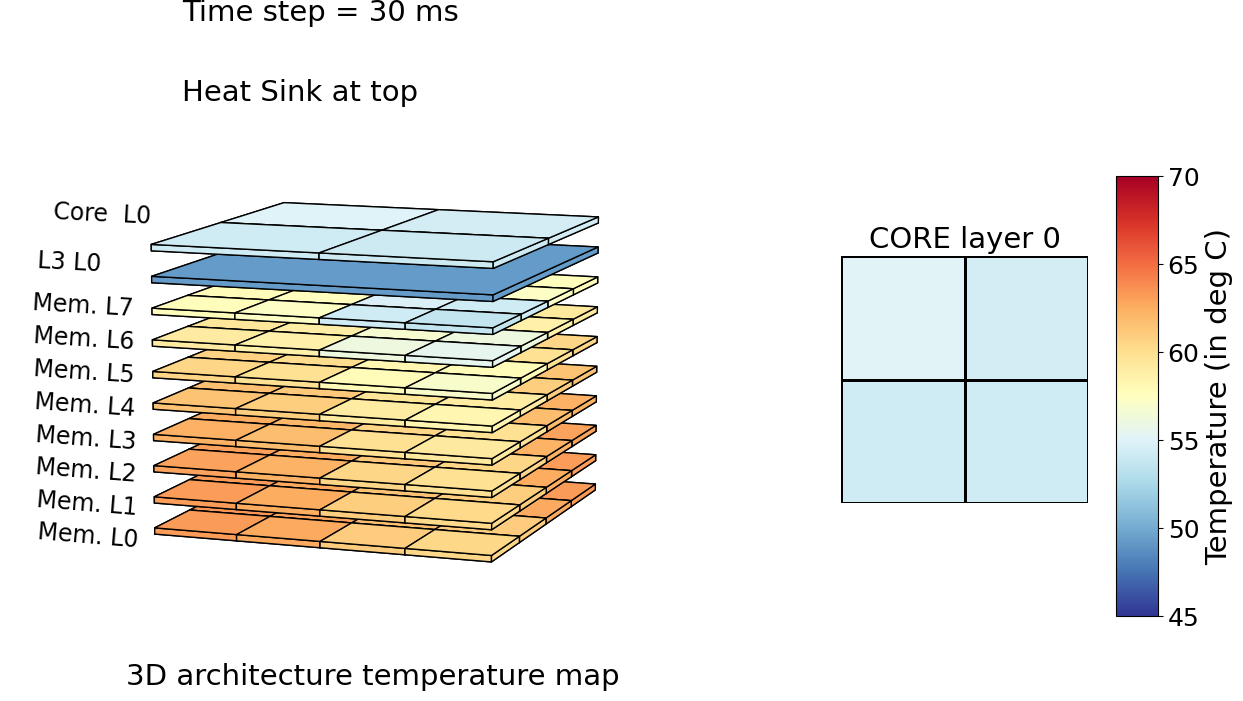 Time step = 30 ms
Heat Sink at top
Core L0
L3 L0
Mem. L7
Mem. L6
Mem. L5
Mem. L4
Mem. L3
Mem. L2
Mem. L1
Mem. L0
3D architecture temperature map
CORE layer 0
70
65
60
55
50
45
Temperature (in deg C)